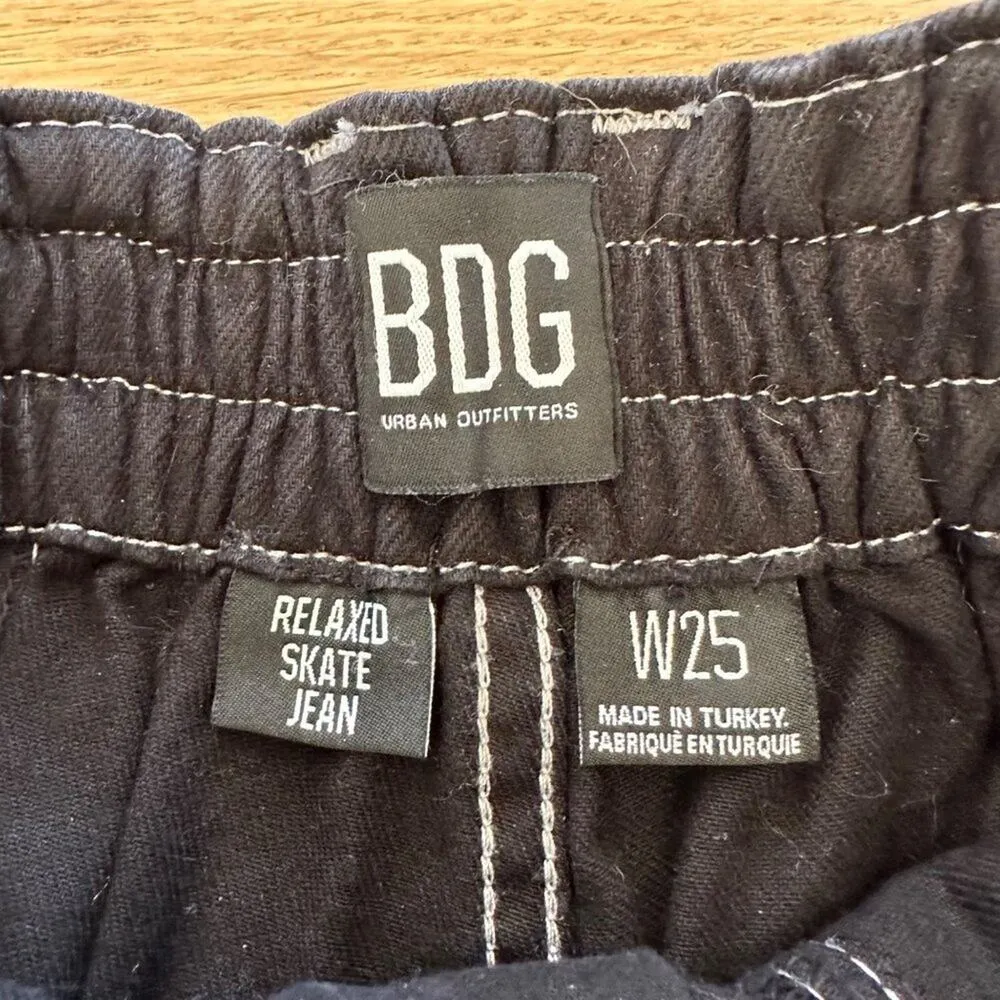 BDG
URBAN OUTFITTERS
RELAXED
SKATE
JEAN
W25
MADE IN TURKEY.
FABRIQUÈ EN TURQUIE